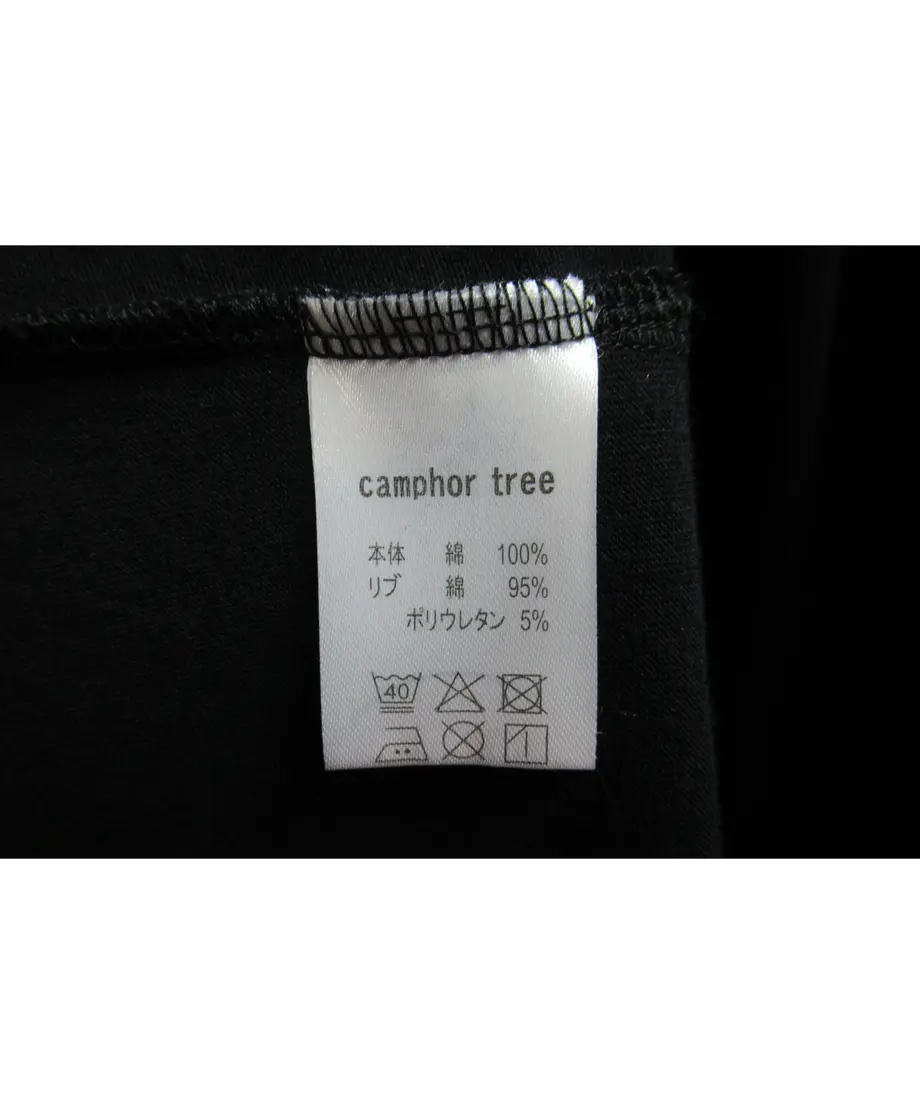 camphor tree
本体 綿 100%
リブ 綿 95%
ポリウレタン 5%
40